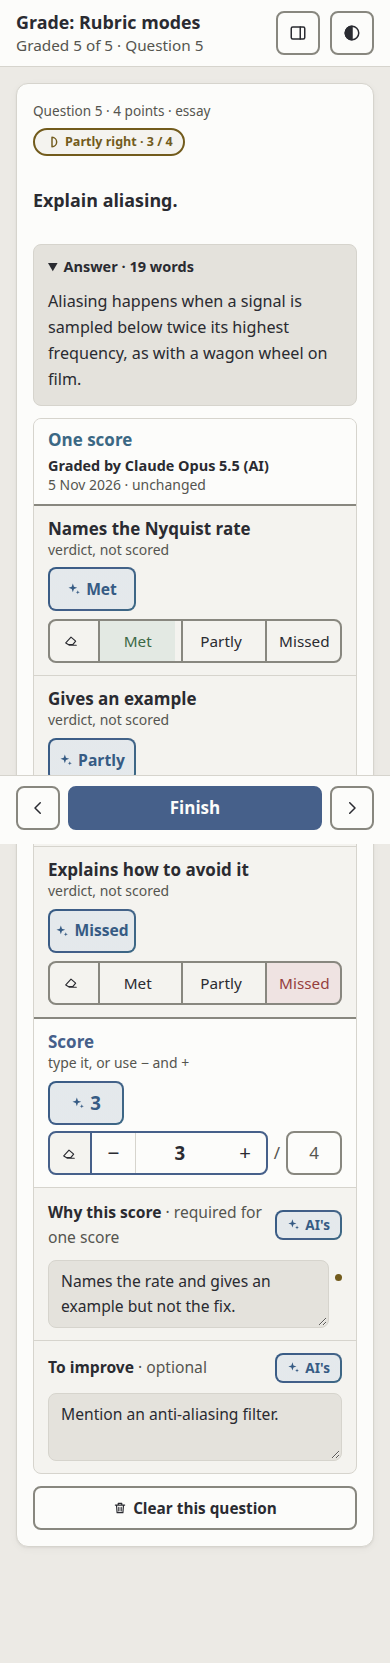 Grade: Rubric modes
Graded 5 of 5 · Question 5
Question 5 · 4 points · essay
Partly right · 3 / 4
Explain aliasing.
▼ Answer · 19 words
Aliasing happens when a signal is
sampled below twice its highest
frequency, as with a wagon wheel on
film.
One score
Graded by Claude Opus 5.5 (AI)
5 Nov 2026 · unchanged
Names the Nyquist rate
verdict, not scored
Met
Met Partly Missed
Gives an example
verdict, not scored
Partly
Finish
Explains how to avoid it
verdict, not scored
Missed
Met Partly Missed
Score
type it, or use − and +
3
− 3 + / 4
Why this score · required for
one score
AI's
Names the rate and gives an
example but not the fix.
To improve · optional
AI's
Mention an anti-aliasing filter.
Clear this question